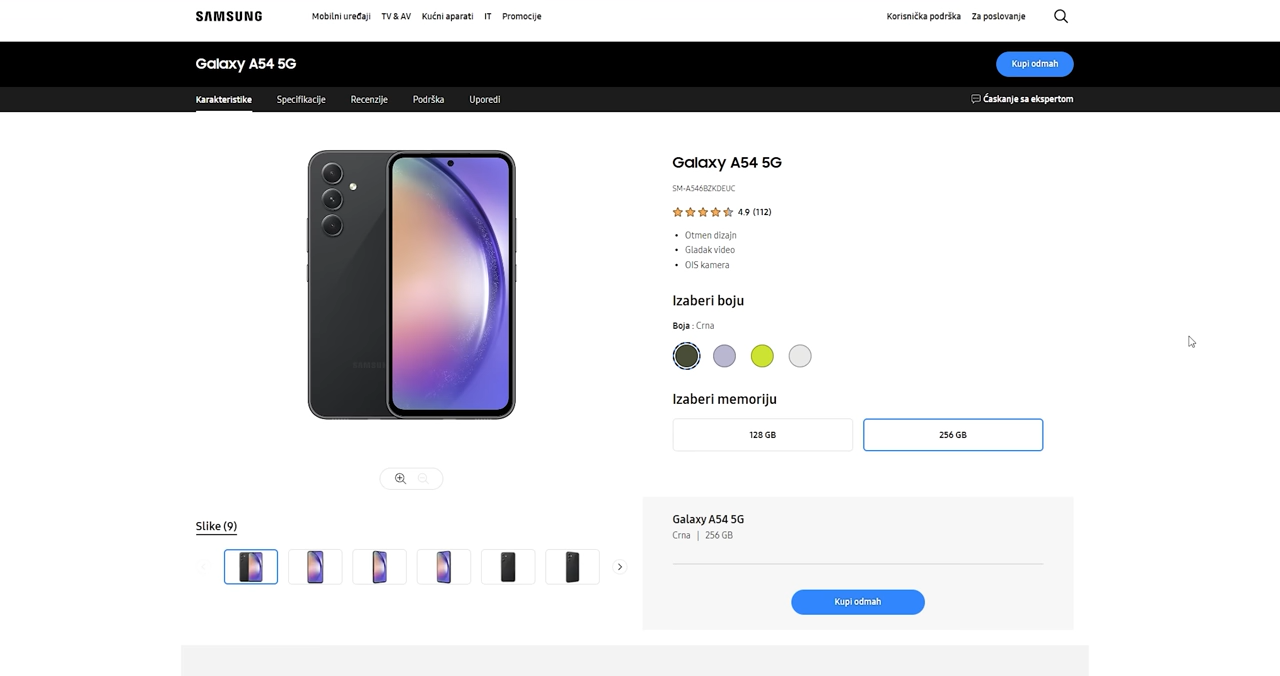 SAMSUNG
Mobilni uređaji TV & AV Kućni aparati IT Promocije
Korisnička podrška Za poslovanje
Galaxy A54 5G
Kupi odmah
Karakteristike Specifikacije Recenzije Podrška Uporedi
Ćaskanje sa ekspertom
Galaxy A54 5G
SM-A546BZKDEUC
4.9 (112)
• Otmen dizajn
• Gladak video
• OIS kamera
Izaberi boju
Boja : Crna
Izaberi memoriju
128 GB
256 GB
SAMSUNG
Slike (9)
Galaxy A54 5G
Crna | 256 GB
Kupi odmah